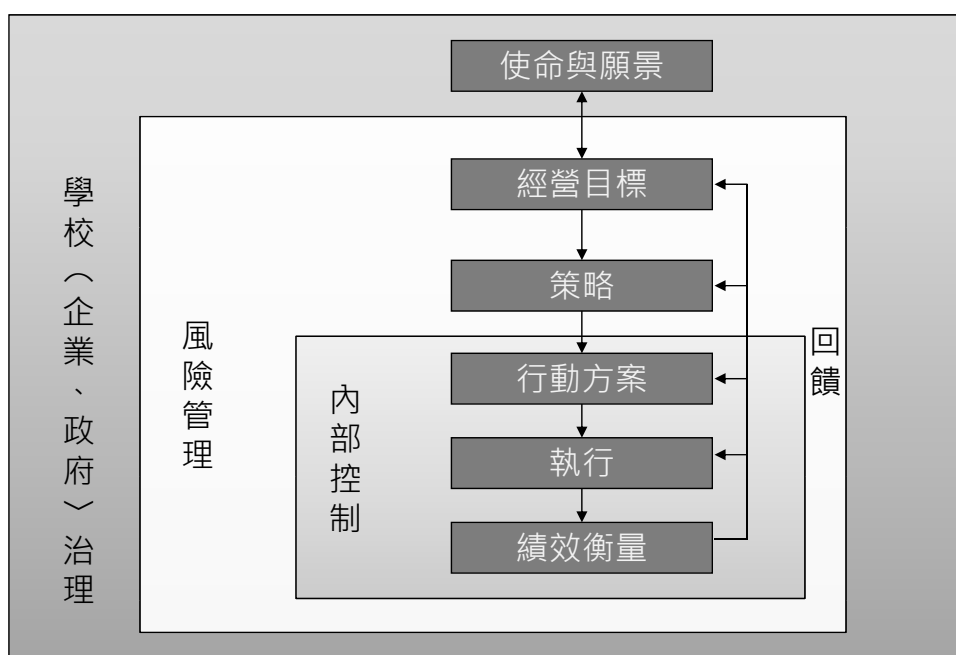 使命與願景
經營目標
策略
行動方案
執行
績效衡量
學校（企業、政府）治理
風險管理
內部控制
回饋